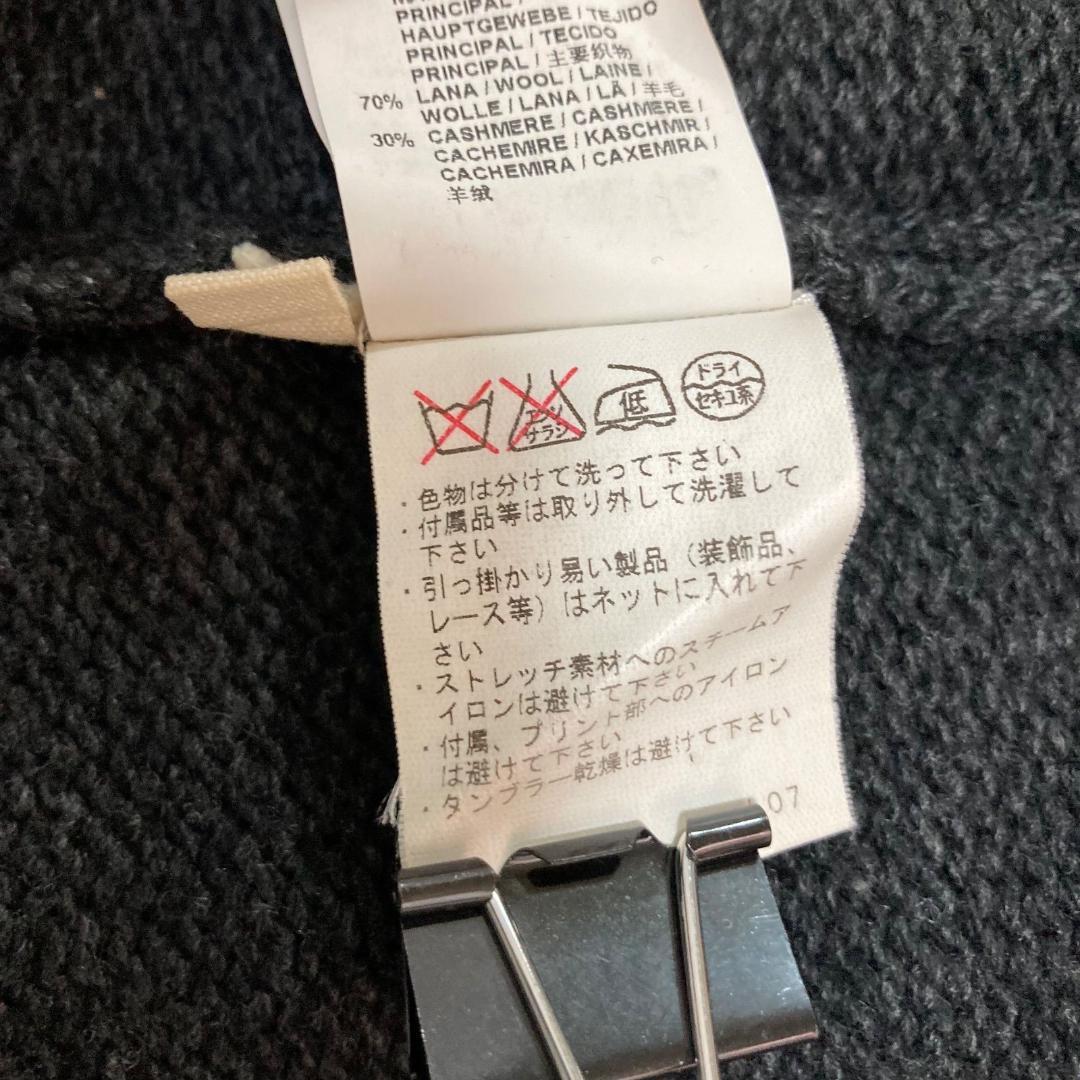 PRINCIPAL /
HAUPTGEWEBE / TEJIDO
PRINCIPAL / TECIDO
PRINCIPAL / 主要织物
70% LANA / WOOL / LAINE /
WOLLE / LANA / LÃ / 羊毛
30% CASHMERE / CASHMERE /
CACHEMIRE / KASCHMIR /
CACHEMIRA / CAXEMIRA /
羊绒
エンソ
サラシ
低
ドライ
セキユ系
・色物は分けて洗って下さい
・付属品等は取り外して洗濯して
下さい
・引っ掛かり易い製品（装飾品、
レース等）はネットに入れて下
さい
・ストレッチ素材へのスチームア
イロンは避けて下さい
・付属、プリント部へのアイロン
は避けて下さい
・タンブラー乾燥は避けて下さい
07